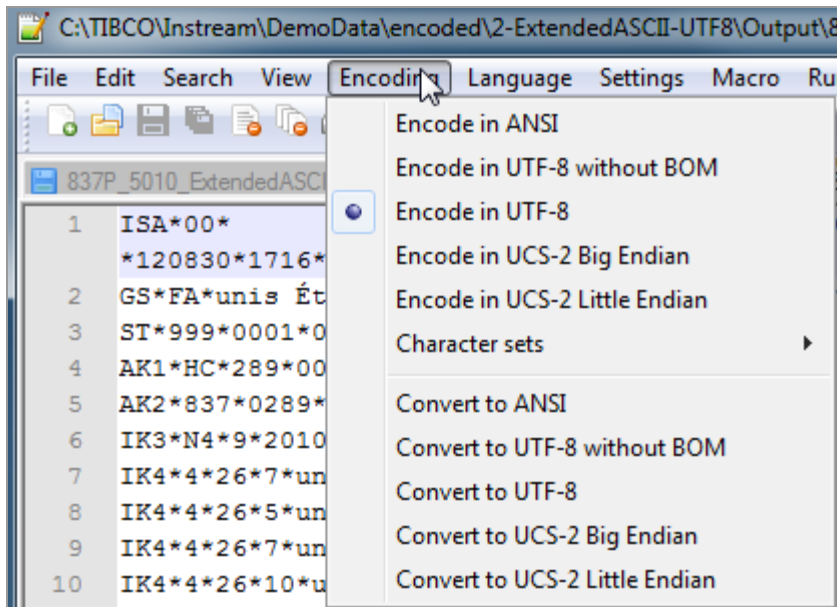 C:\TIBCO\Instream\DemoData\encoded\2-ExtendedASCII-UTF8\Output\8
File Edit Search View Encoding Language Settings Macro Ru
837P_5010_ExtendedASCI
Encode in ANSI
Encode in UTF-8 without BOM
Encode in UTF-8
Encode in UCS-2 Big Endian
Encode in UCS-2 Little Endian
Character sets
Convert to ANSI
Convert to UTF-8 without BOM
Convert to UTF-8
Convert to UCS-2 Big Endian
Convert to UCS-2 Little Endian
1 ISA*00*
*120830*1716*
2 GS*FA*unis Ét
3 ST*999*0001*0
4 AK1*HC*289*00
5 AK2*837*0289*
6 IK3*N4*9*2010
7 IK4*4*26*7*un
8 IK4*4*26*5*un
9 IK4*4*26*7*un
10 IK4*4*26*10*u